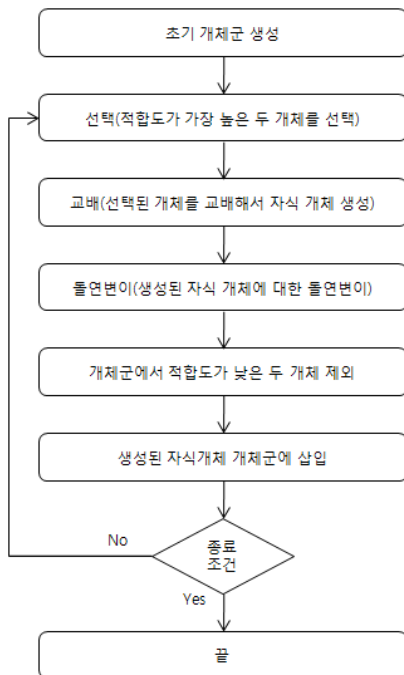 초기 개체군 생성
선택(적합도가 가장 높은 두 개체를 선택)
교배(선택된 개체를 교배해서 자식 개체 생성)
돌연변이(생성된 자식 개체에 대한 돌연변이)
개체군에서 적합도가 낮은 두 개체 제외
생성된 자식개체 개체군에 삽입
No
종료
조건
Yes
끝